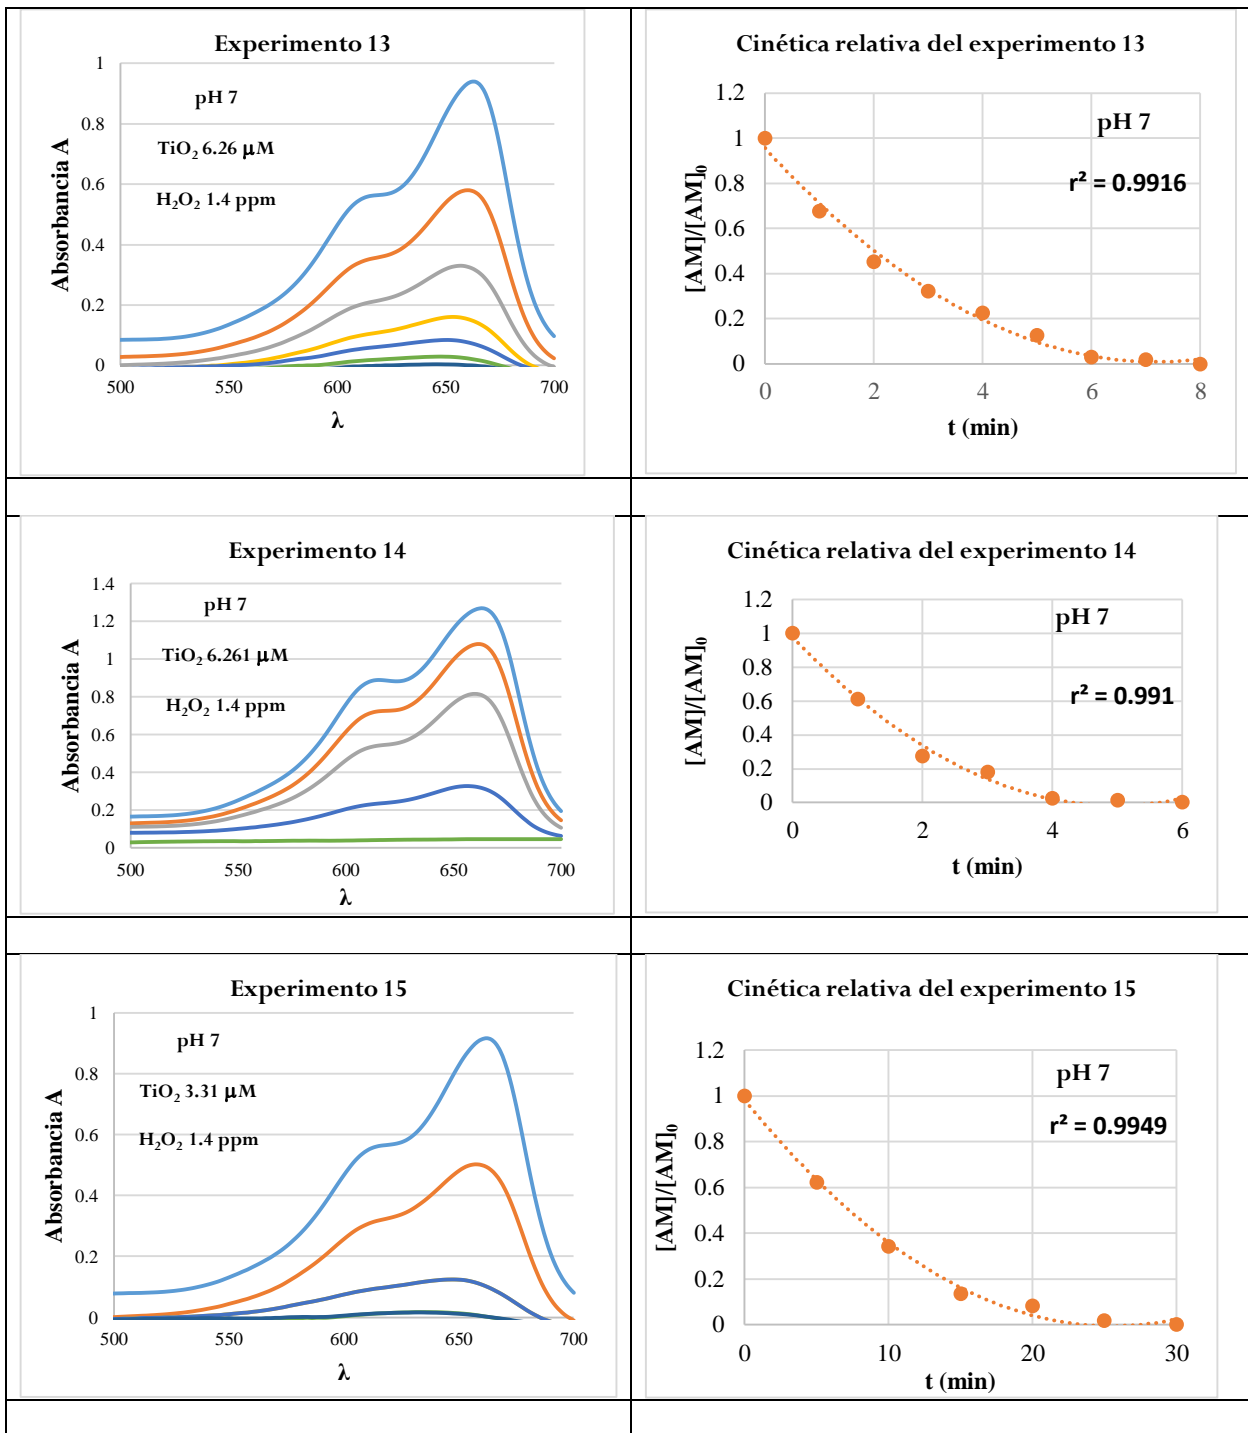 Experimento 13
pH 7
TiO2 6.26 µM
H2O2 1.4 ppm
Absorbancia A
1
0.8
0.6
0.4
0.2
0
500
550
600
650
700
λ
Cinética relativa del experimento 13
pH 7
r² = 0.9916
[AM]/[AM]0
1.2
1
0.8
0.6
0.4
0.2
0
0
2
4
6
8
t (min)
Experimento 14
pH 7
TiO2 6.261 µM
H2O2 1.4 ppm
Absorbancia A
1.4
1.2
1
0.8
0.6
0.4
0.2
0
500
550
600
650
700
λ
Cinética relativa del experimento 14
pH 7
r² = 0.991
[AM]/[AM]0
1.2
1
0.8
0.6
0.4
0.2
0
0
2
4
6
t (min)
Experimento 15
pH 7
TiO2 3.31 µM
H2O2 1.4 ppm
Absorbancia A
1
0.8
0.6
0.4
0.2
0
500
550
600
650
700
λ
Cinética relativa del experimento 15
pH 7
r² = 0.9949
[AM]/[AM]0
1.2
1
0.8
0.6
0.4
0.2
0
0
10
20
30
t (min)